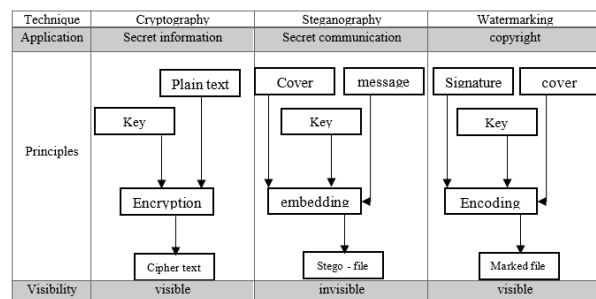 Technique Cryptography Steganography Watermarking
Application Secret information Secret communication copyright
Principles
Plain text
Key
Encryption
Cipher text
Cover message
Key
embedding
Stego - file
Signature cover
Key
Encoding
Marked file
Visibility visible invisible visible